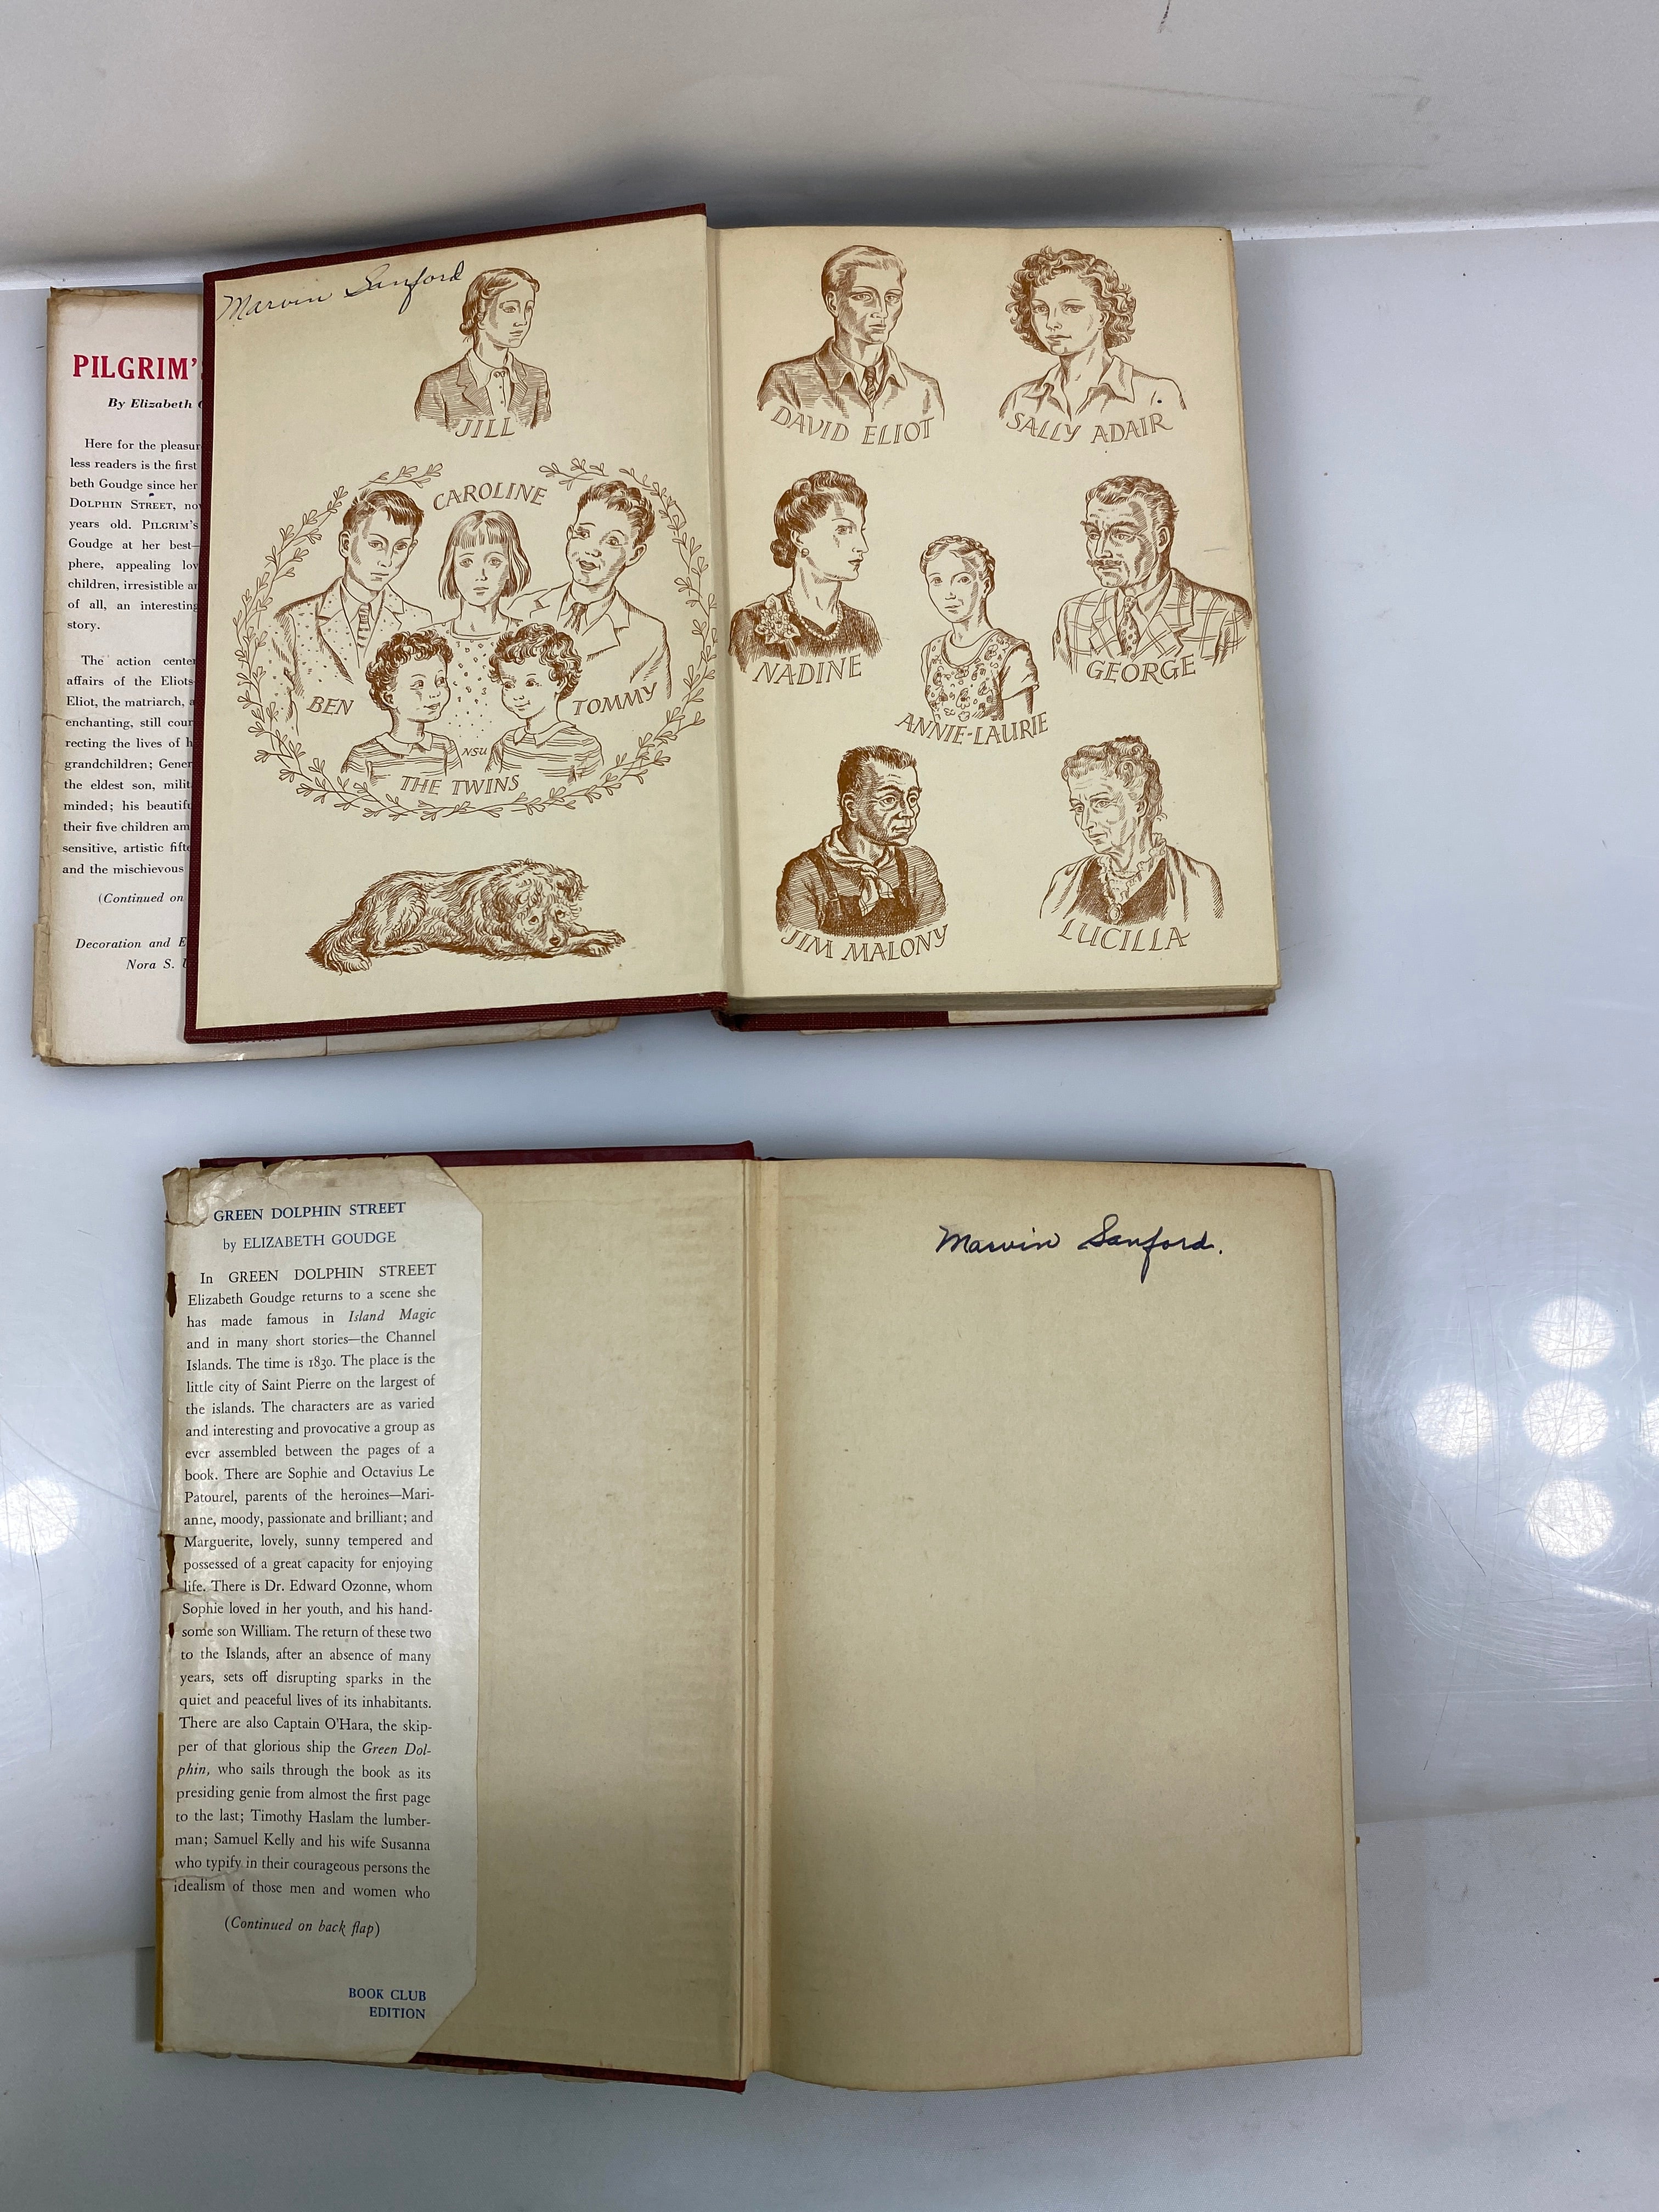 PILGRIM'S
By Elizabeth
Here for the pleasur
less readers is the first
beth Goudge since her
DOLPHIN STREET, no
years old. PILGRIM'S
Goudge at her best—
phere, appealing lov
children, irresistible a
of all, an interesting
story.
The action cente
affairs of the Eliots
Eliot, the matriarch,
enchanting, still cour
recting the lives of h
grandchildren; Gener
the eldest son, milit
minded; his beautifu
their five children am
sensitive, artistic fift
and the mischievous
(Continued on
Decoration and E
Nora S. U
Marvin Sanford
JILL
CAROLINE
BEN
TOMMY
NSU
THE TWINS
DAVID ELIOT
SALLY ADAIR
NADINE
GEORGE
ANNIE-LAURIE
JIM MALONY
LUCILLA
GREEN DOLPHIN STREET
by ELIZABETH GOUDGE
In GREEN DOLPHIN STREET
Elizabeth Goudge returns to a scene she
has made famous in Island Magic
and in many short stories—the Channel
Islands. The time is 1830. The place is the
little city of Saint Pierre on the largest of
the islands. The characters are as varied
and interesting and provocative a group as
ever assembled between the pages of a
book. There are Sophie and Octavius Le
Patourel, parents of the heroines—Mari-
anne, moody, passionate and brilliant; and
Marguerite, lovely, sunny tempered and
possessed of a great capacity for enjoying
life. There is Dr. Edward Ozonne, whom
Sophie loved in her youth, and his hand-
some son William. The return of these two
to the Islands, after an absence of many
years, sets off disrupting sparks in the
quiet and peaceful lives of its inhabitants.
There are also Captain O'Hara, the skip-
per of that glorious ship the Green Dol-
phin, who sails through the book as its
presiding genie from almost the first page
to the last; Timothy Haslam the lumber-
man; Samuel Kelly and his wife Susanna
who typify in their courageous persons the
idealism of those men and women who
(Continued on back flap)
BOOK CLUB
EDITION
Marvin Sanford.